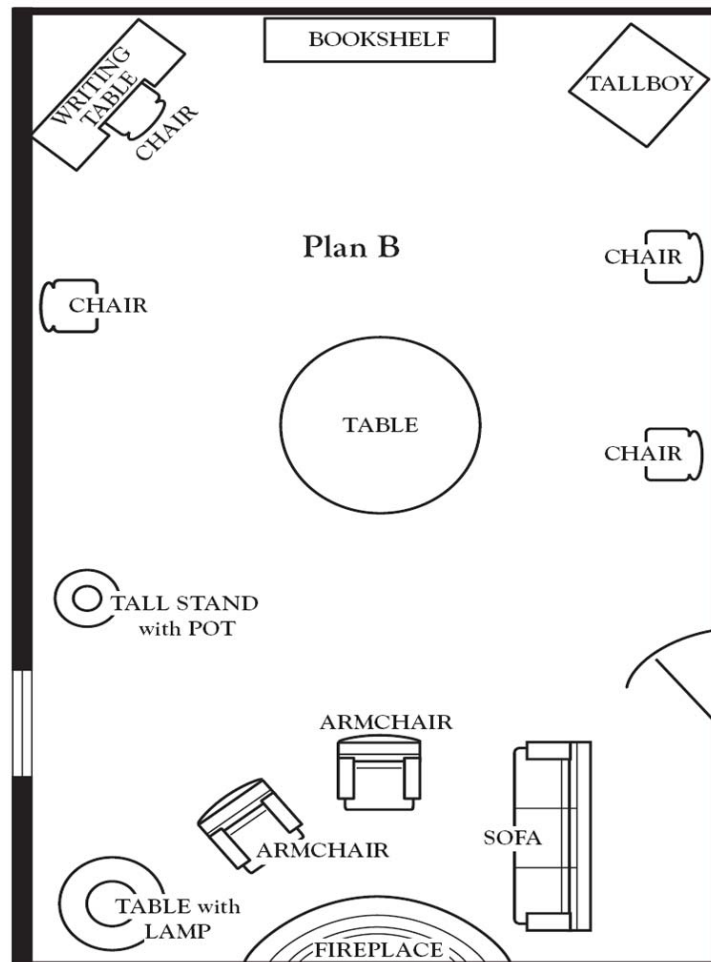 BOOKSHELF
WRITING
TABLE
CHAIR
TALLBOY
Plan B
CHAIR
CHAIR
TABLE
CHAIR
TALL STAND
with POT
ARMCHAIR
SOFA
ARMCHAIR
TABLE with
LAMP
FIREPLACE